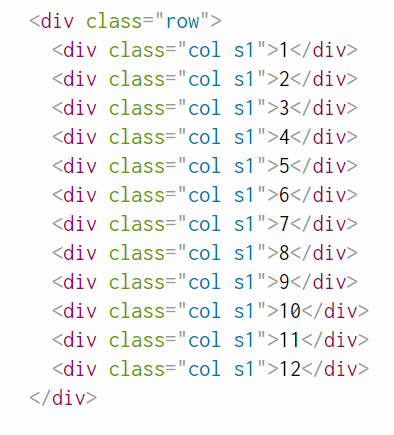 <div class="row">
<div class="col s1">1</div>
<div class="col s1">2</div>
<div class="col s1">3</div>
<div class="col s1">4</div>
<div class="col s1">5</div>
<div class="col s1">6</div>
<div class="col s1">7</div>
<div class="col s1">8</div>
<div class="col s1">9</div>
<div class="col s1">10</div>
<div class="col s1">11</div>
<div class="col s1">12</div>
</div>